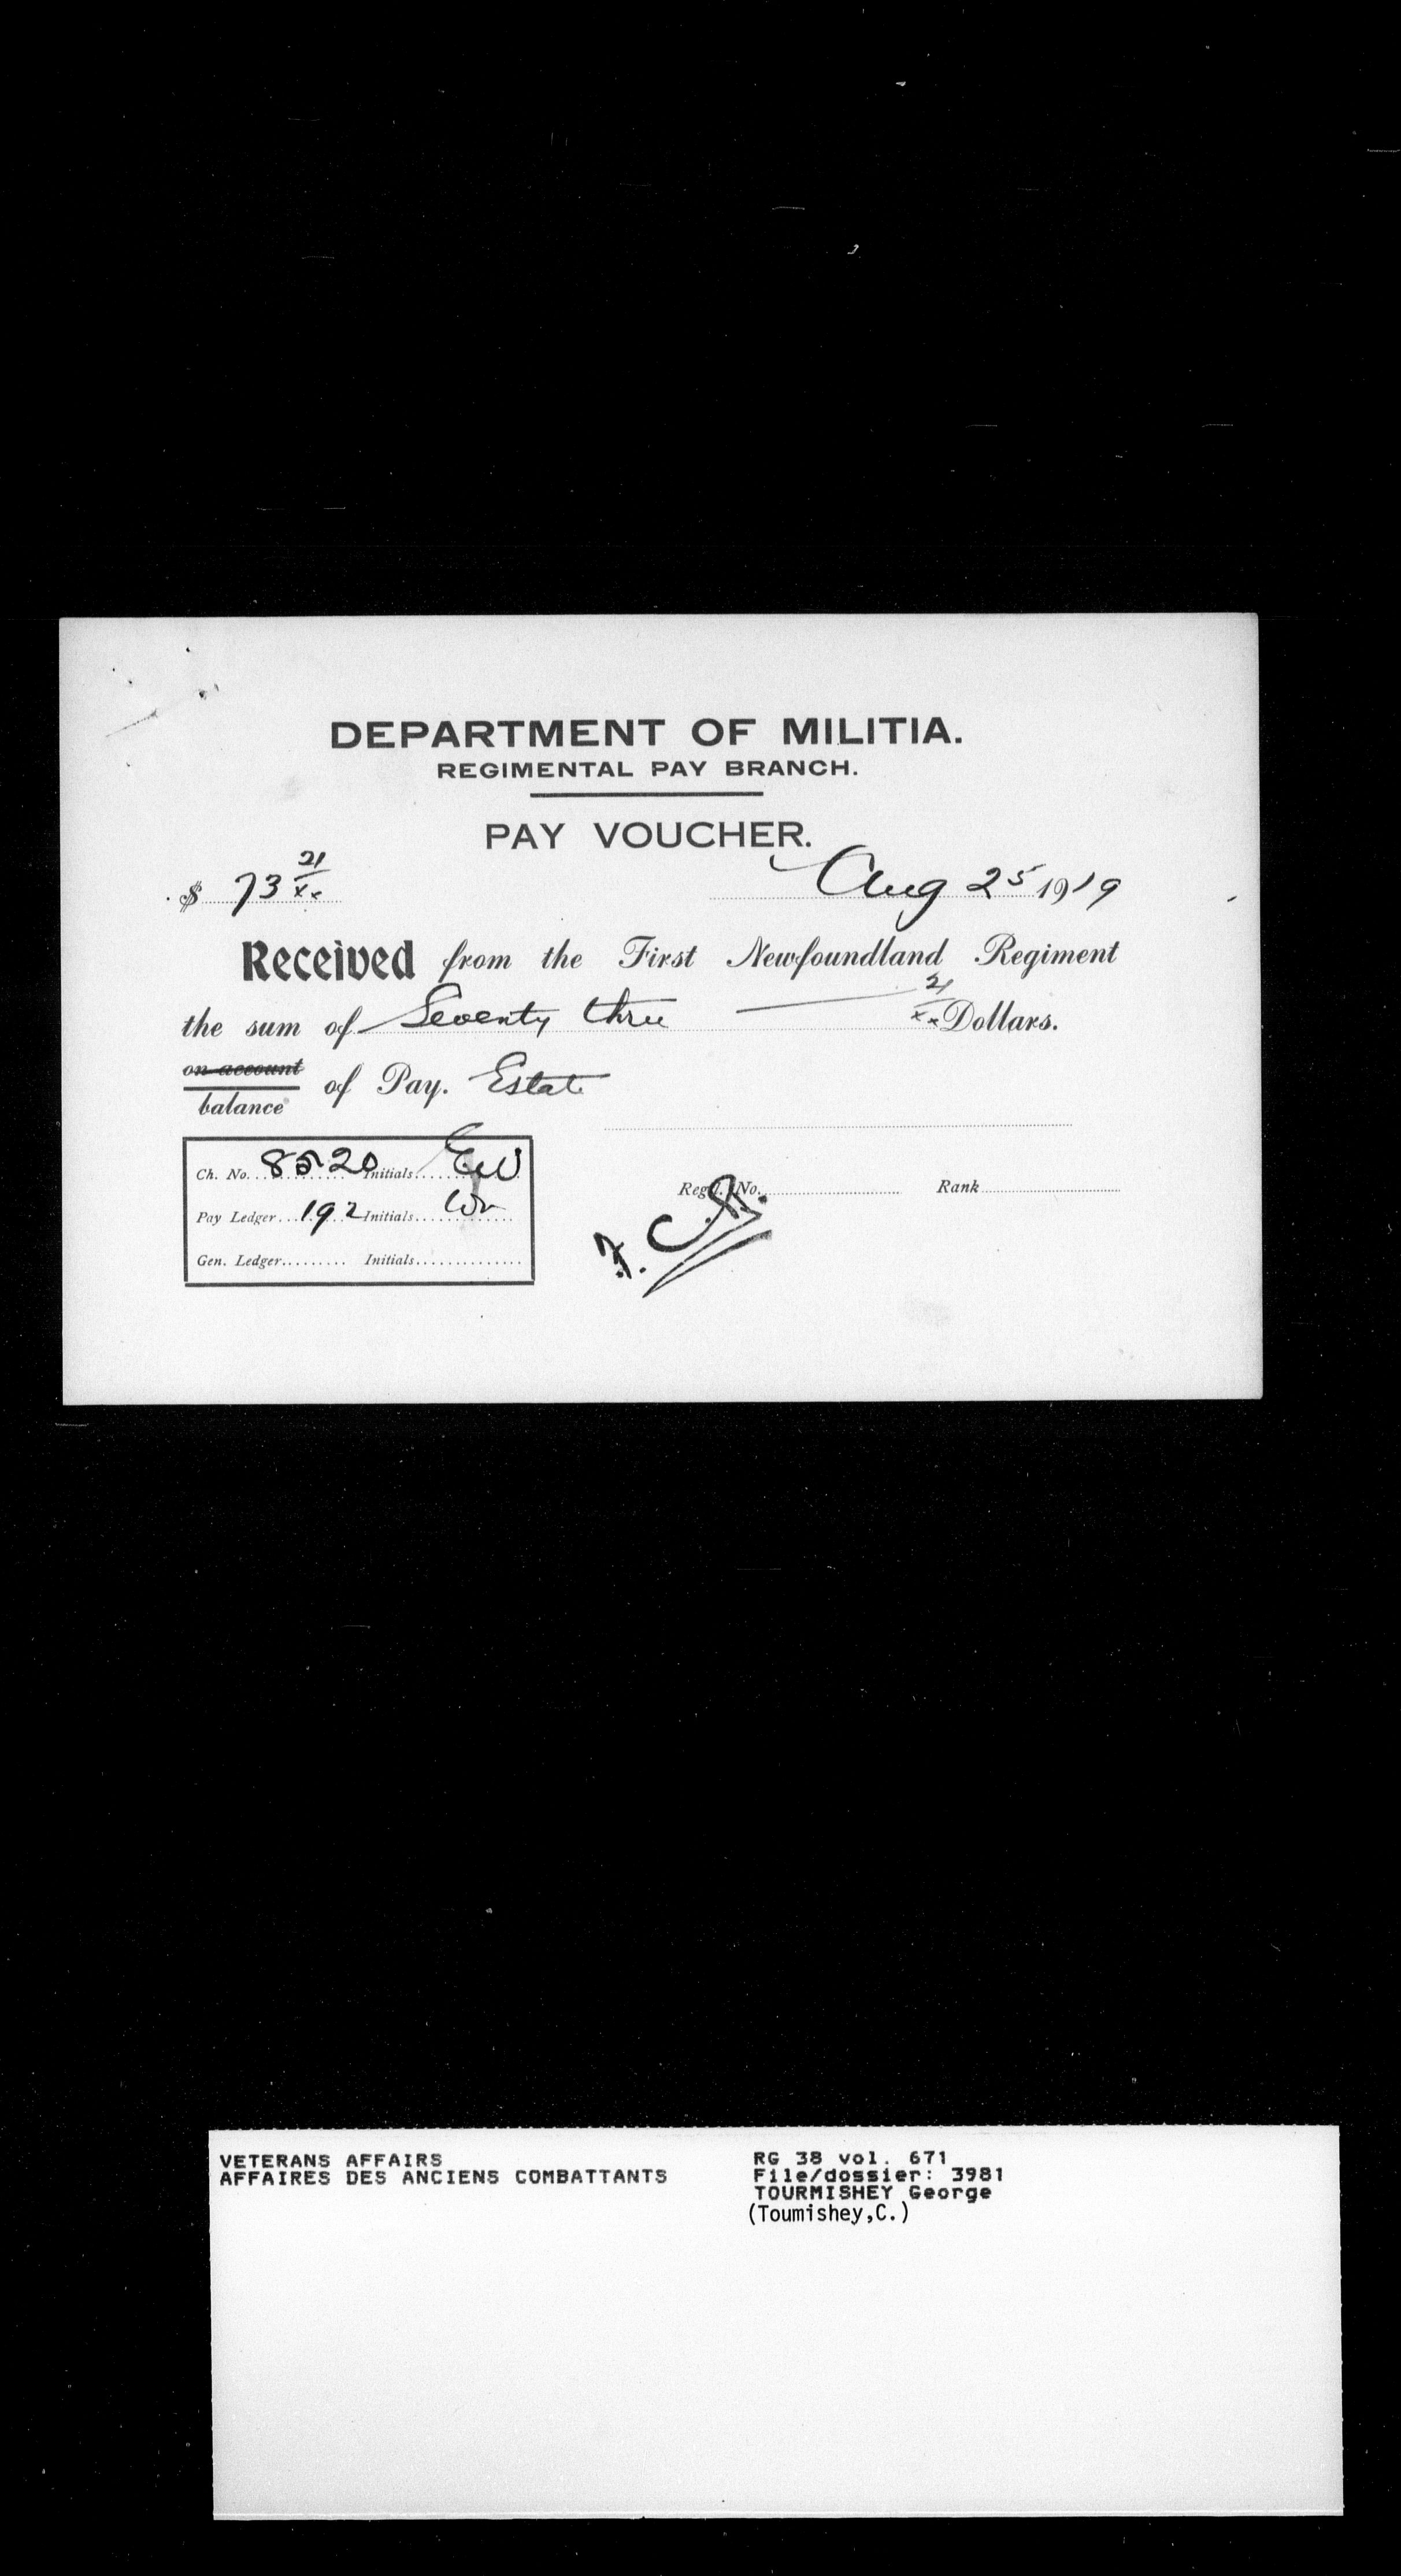 DEPARTMENT OF MILITIA.
REGIMENTAL PAY BRANCH.
PAY VOUCHER.
$ 73 21/xx Aug 25 1919
Received from the First Newfoundland Regiment
the sum of Seventy three 21/xx Dollars.
on account
balance of Pay. Estate
Ch. No. 8520 Initials EW
Pay Ledger 192 Initials
Gen. Ledger Initials
Regtl. No. Rank
VETERANS AFFAIRS
AFFAIRES DES ANCIENS COMBATTANTS
RG 38 vol. 671
File/dossier: 3981
TOURMISHEY George
(Toumishey,C.)